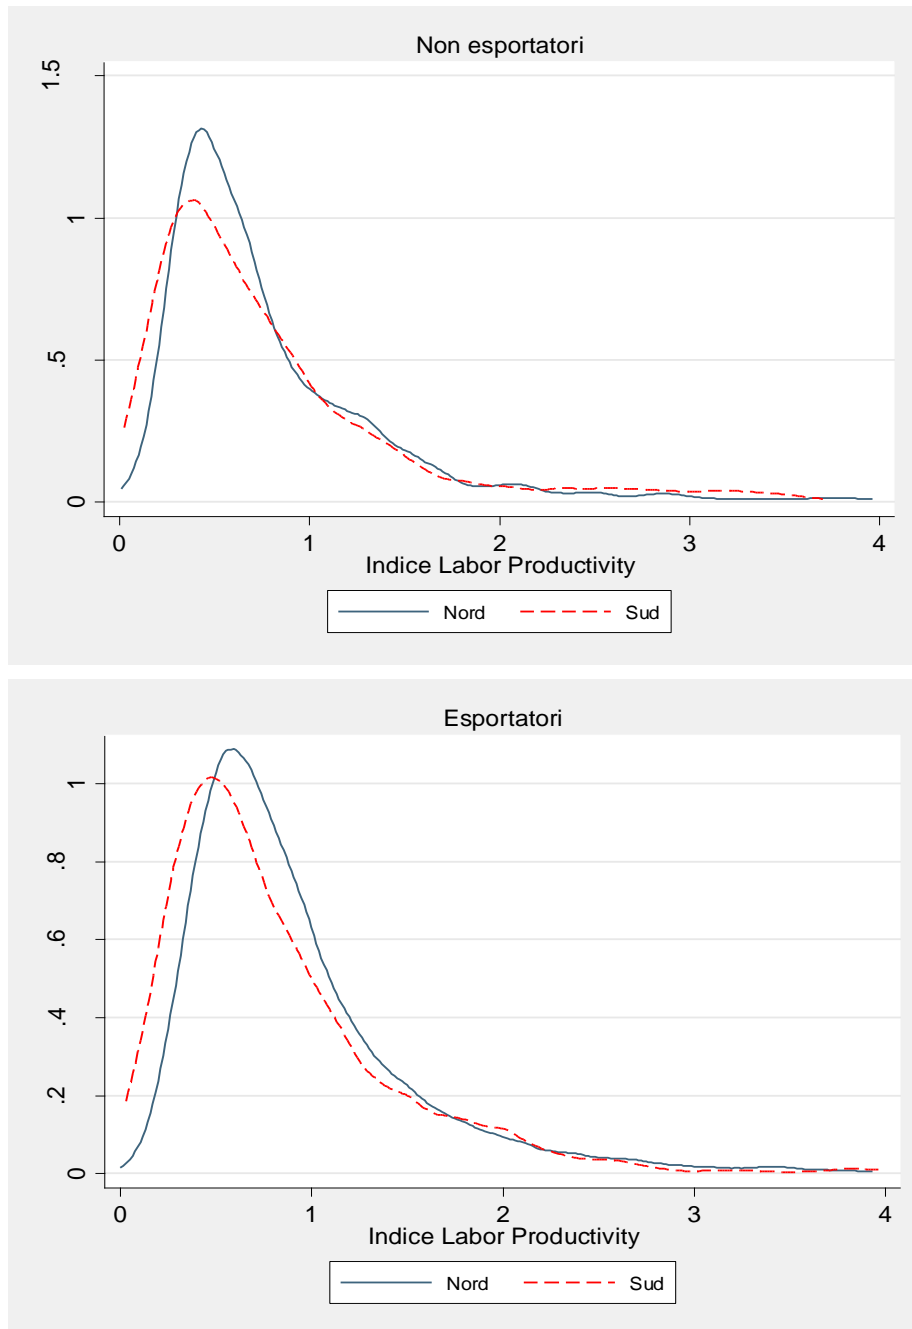 Non esportatori
1.5
1
.5
0
0 1 2 3 4
Indice Labor Productivity
Nord Sud
Esportatori
1
.8
.6
.4
.2
0
0 1 2 3 4
Indice Labor Productivity
Nord Sud